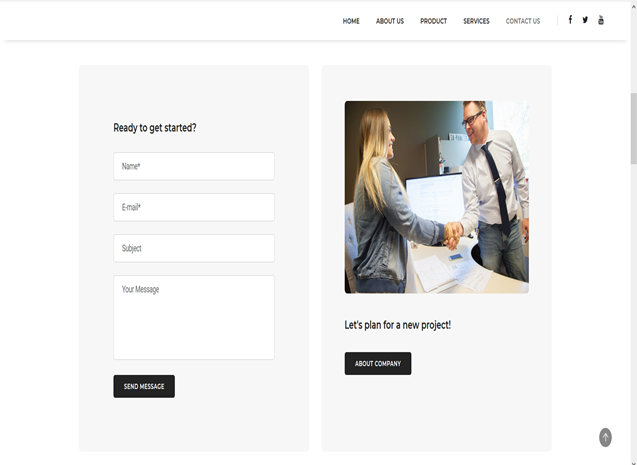 HOME
ABOUT US
PRODUCT
SERVICES
CONTACT US
Ready to get started?
Name*
E-mail*
Subject
Your Message
SEND MESSAGE
Let's plan for a new project!
ABOUT COMPANY